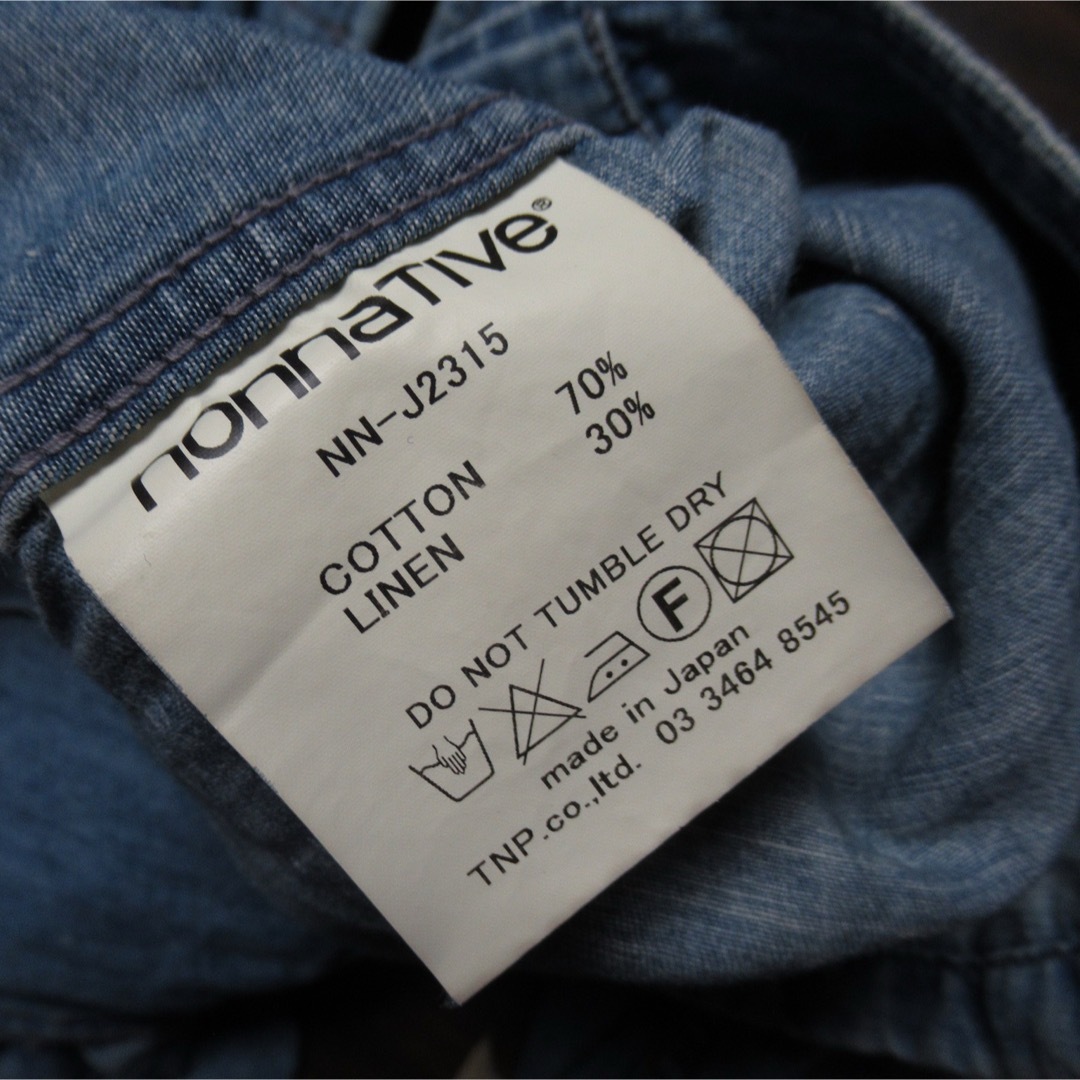 nonnaTIve®
NN-J2315
COTTON 70%
LINEN 30%
DO NOT TUMBLE DRY
F
made in Japan
TNP.co.,ltd. 03 3464 8545